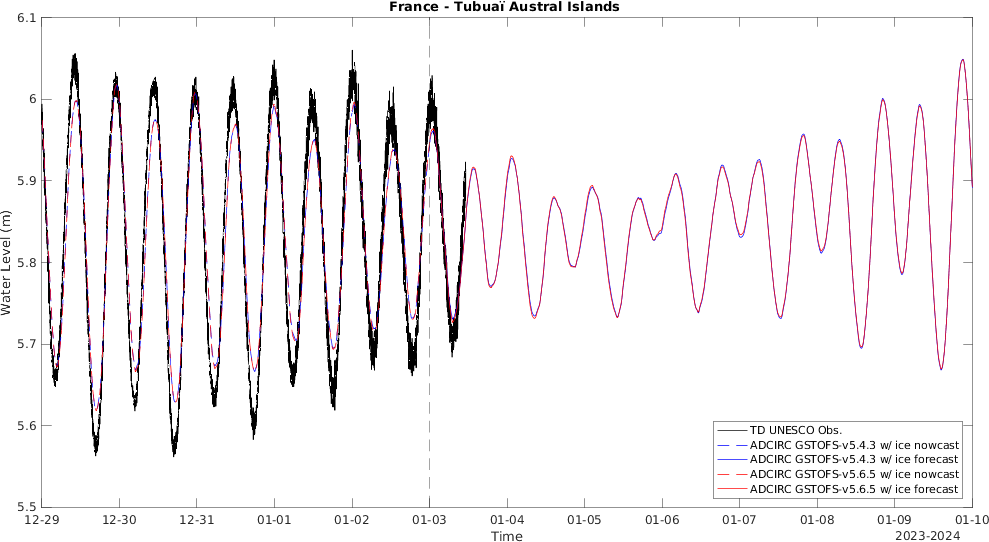 France - Tubuaï Austral Islands
6.1
6
5.9
5.8
5.7
5.6
5.5
Water Level (m)
12-29 12-30 12-31 01-01 01-02 01-03 01-04 01-05 01-06 01-07 01-08 01-09 01-10
Time
2023-2024
TD UNESCO Obs.
ADCIRC GSTOFS-v5.4.3 w/ ice nowcast
ADCIRC GSTOFS-v5.4.3 w/ ice forecast
ADCIRC GSTOFS-v5.6.5 w/ ice nowcast
ADCIRC GSTOFS-v5.6.5 w/ ice forecast